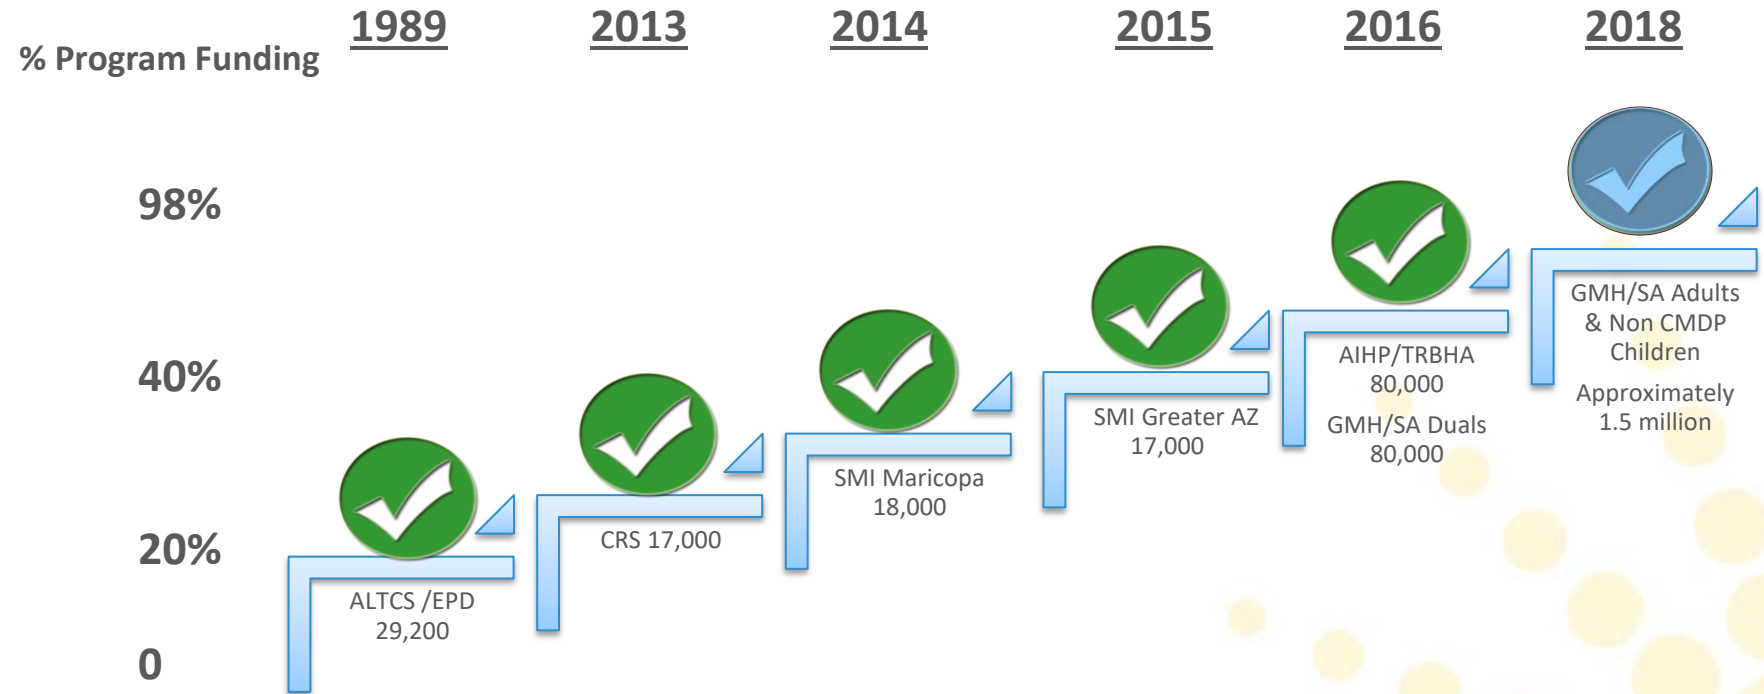 1989
2013
2014
2015
2016
2018
% Program Funding
98%
40%
20%
0
ALTCS /EPD
29,200
CRS 17,000
SMI Maricopa
18,000
SMI Greater AZ
17,000
AIHP/TRBHA
80,000
GMH/SA Duals
80,000
GMH/SA Adults
& Non CMDP
Children
Approximately
1.5 million